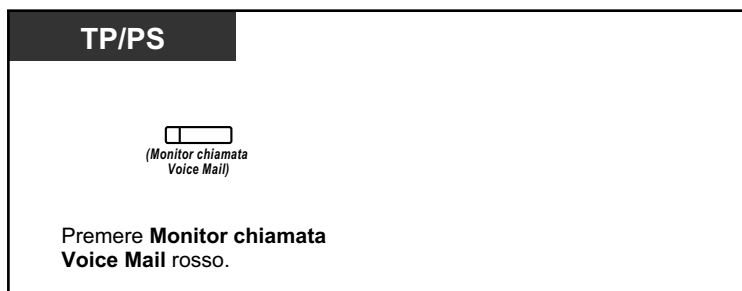 TP/PS
(Monitor chiamata
Voice Mail)
Premere Monitor chiamata
Voice Mail rosso.